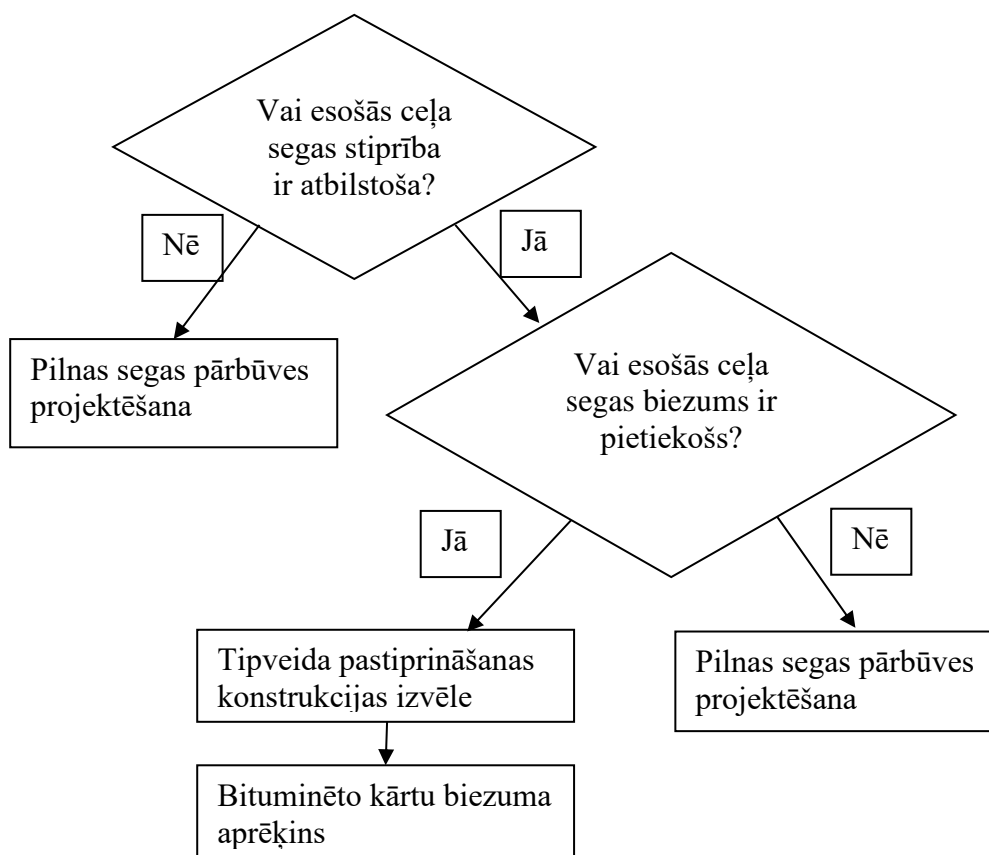 Vai esošās ceļa
segas stiprība
ir atbilstoša?
Nē
Jā
Pilnas segas pārbūves
projektēšana
Vai esošās ceļa
segas biezums ir
pietiekošs?
Jā
Nē
Tipveida pastiprināšanas
konstrukcijas izvēle
Pilnas segas pārbūves
projektēšana
Bituminēto kārtu biezuma
aprēķins